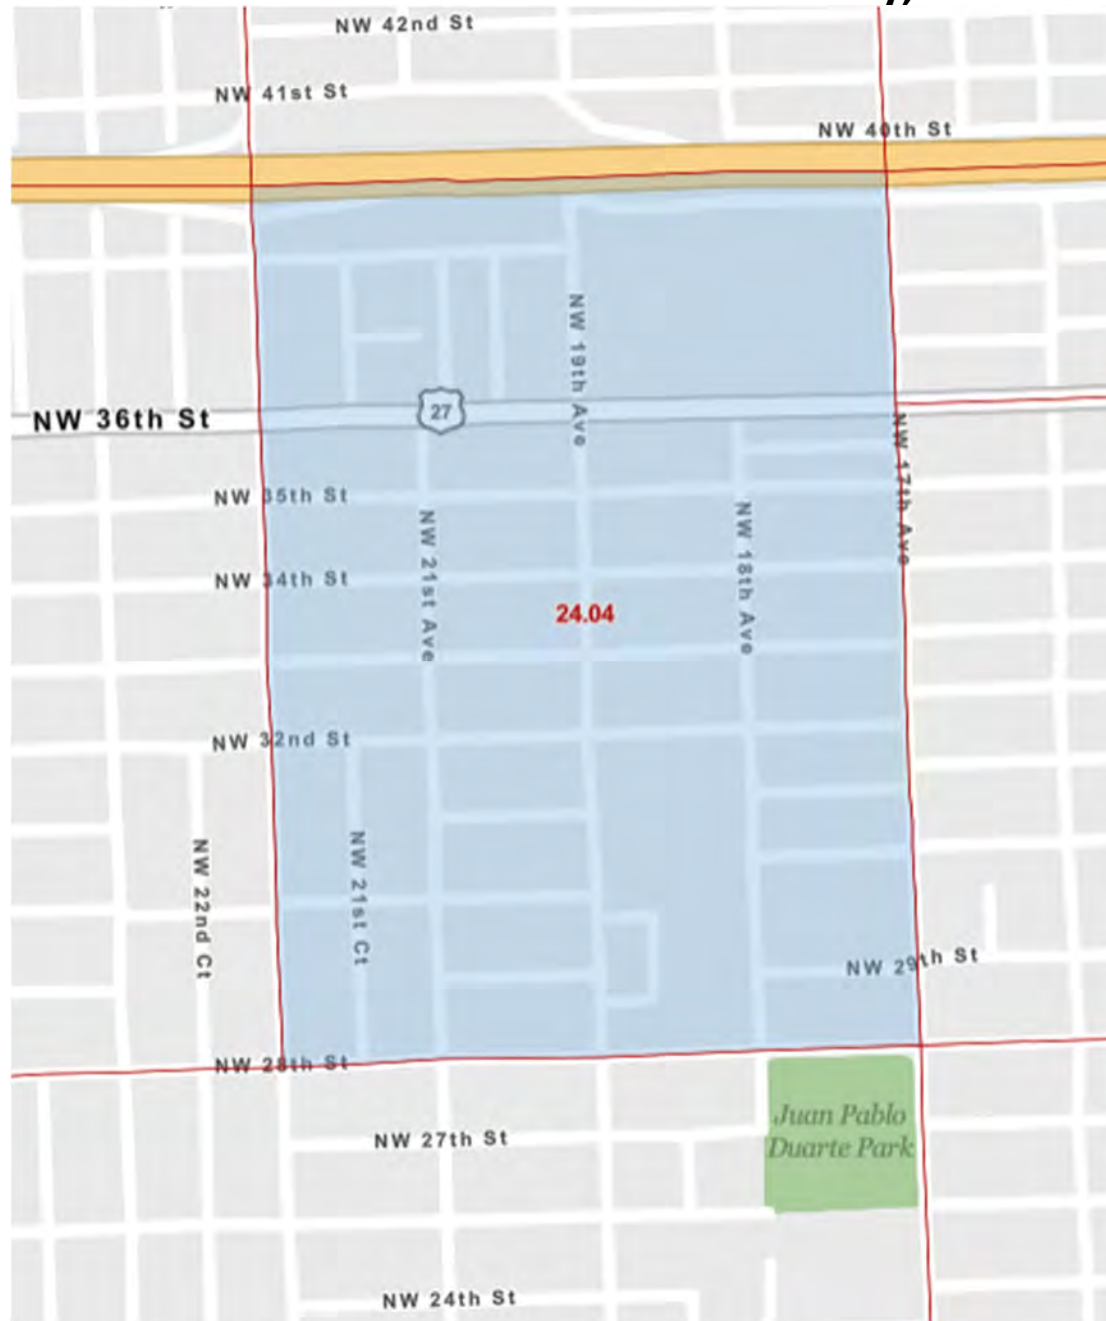 NW 42nd St
NW 41st St
NW 40th St
NW 19th Ave
27
NW 36th St
NW 17th Ave
NW 35th St
NW 21st Ave
NW 18th Ave
NW 34th St
24.04
NW 32nd St
NW 22nd Ct
NW 21st Ct
NW 29th St
NW 28th St
Juan Pablo
Duarte Park
NW 27th St
NW 24th St